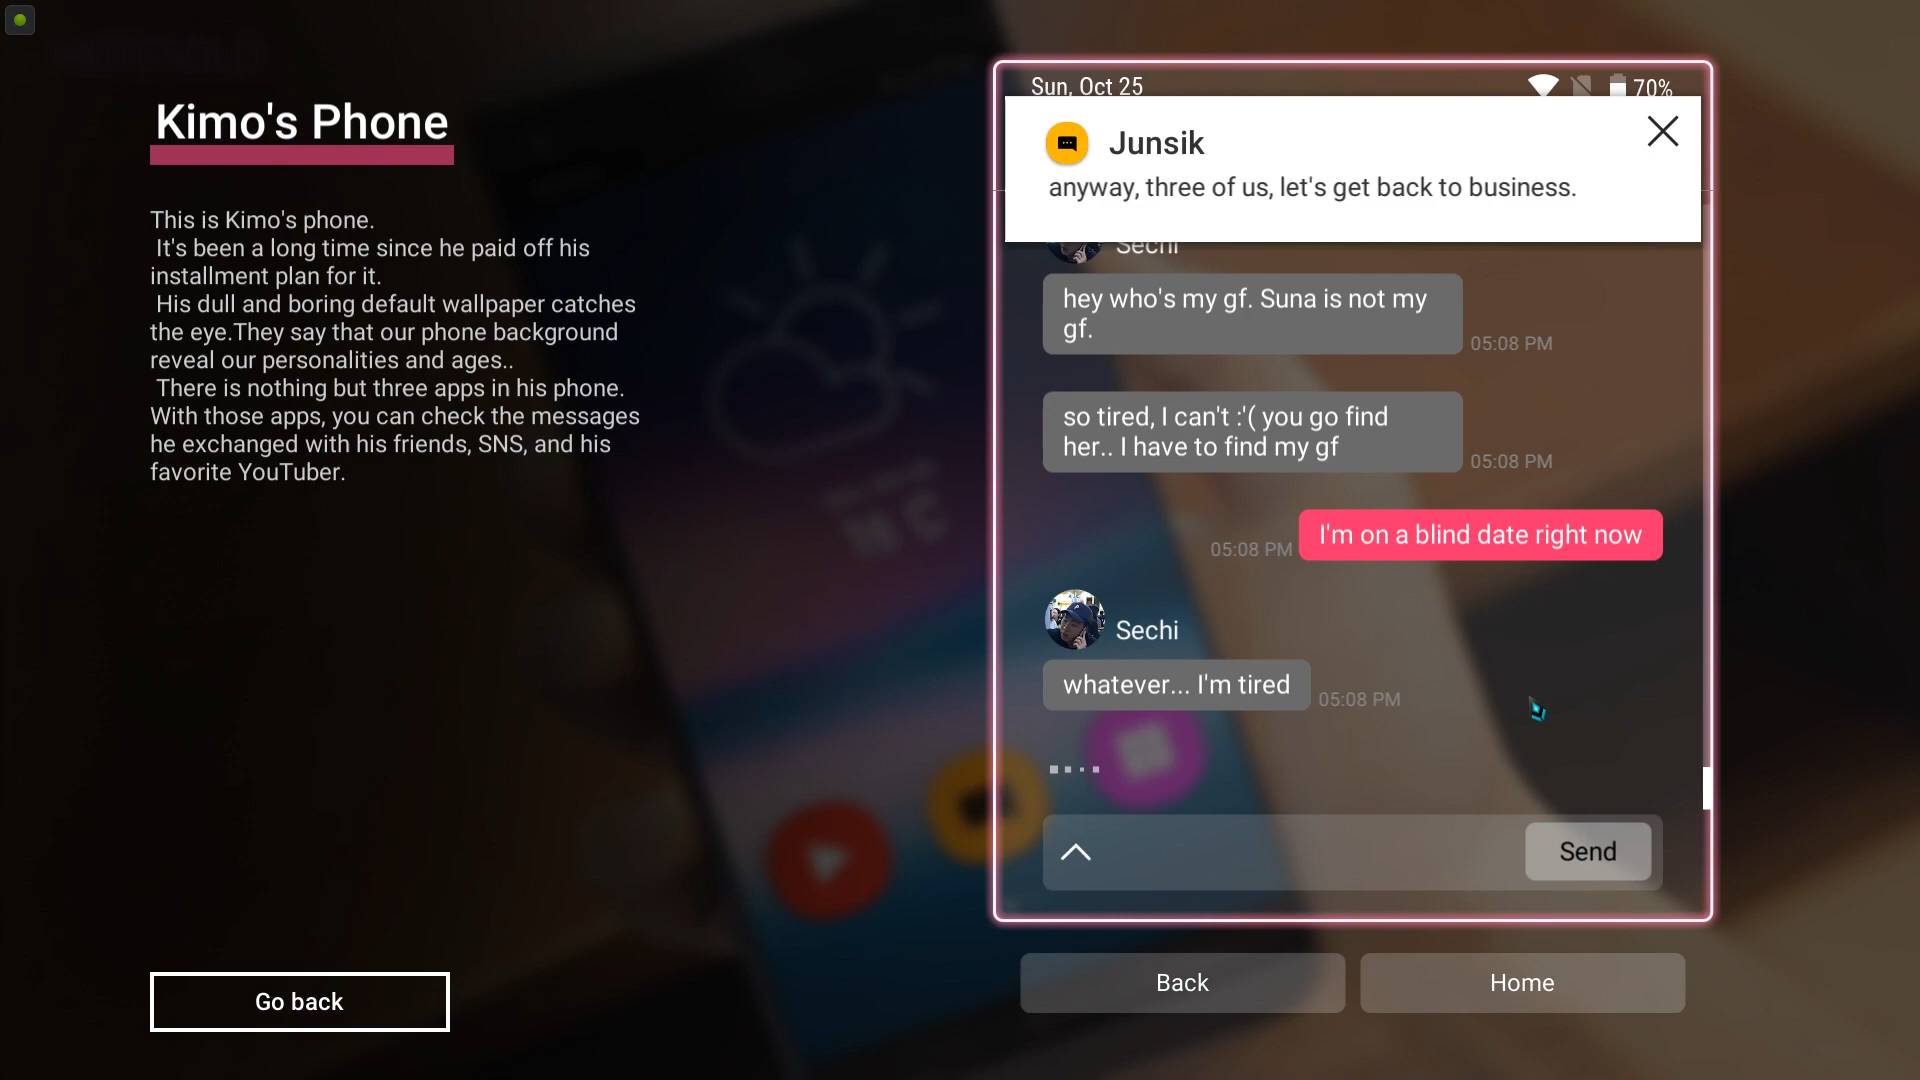 Kimo's Phone
This is Kimo's phone.
It's been a long time since he paid off his
installment plan for it.
His dull and boring default wallpaper catches
the eye.They say that our phone background
reveal our personalities and ages..
There is nothing but three apps in his phone.
With those apps, you can check the messages
he exchanged with his friends, SNS, and his
favorite YouTuber.
Go back
Sun, Oct 25
70%
Junsik
anyway, three of us, let's get back to business.
Sechi
hey who's my gf. Suna is not my
gf.
05:08 PM
so tired, I can't :'( you go find
her.. I have to find my gf
05:08 PM
05:08 PM
I'm on a blind date right now
Sechi
whatever... I'm tired
05:08 PM
Send
Back
Home